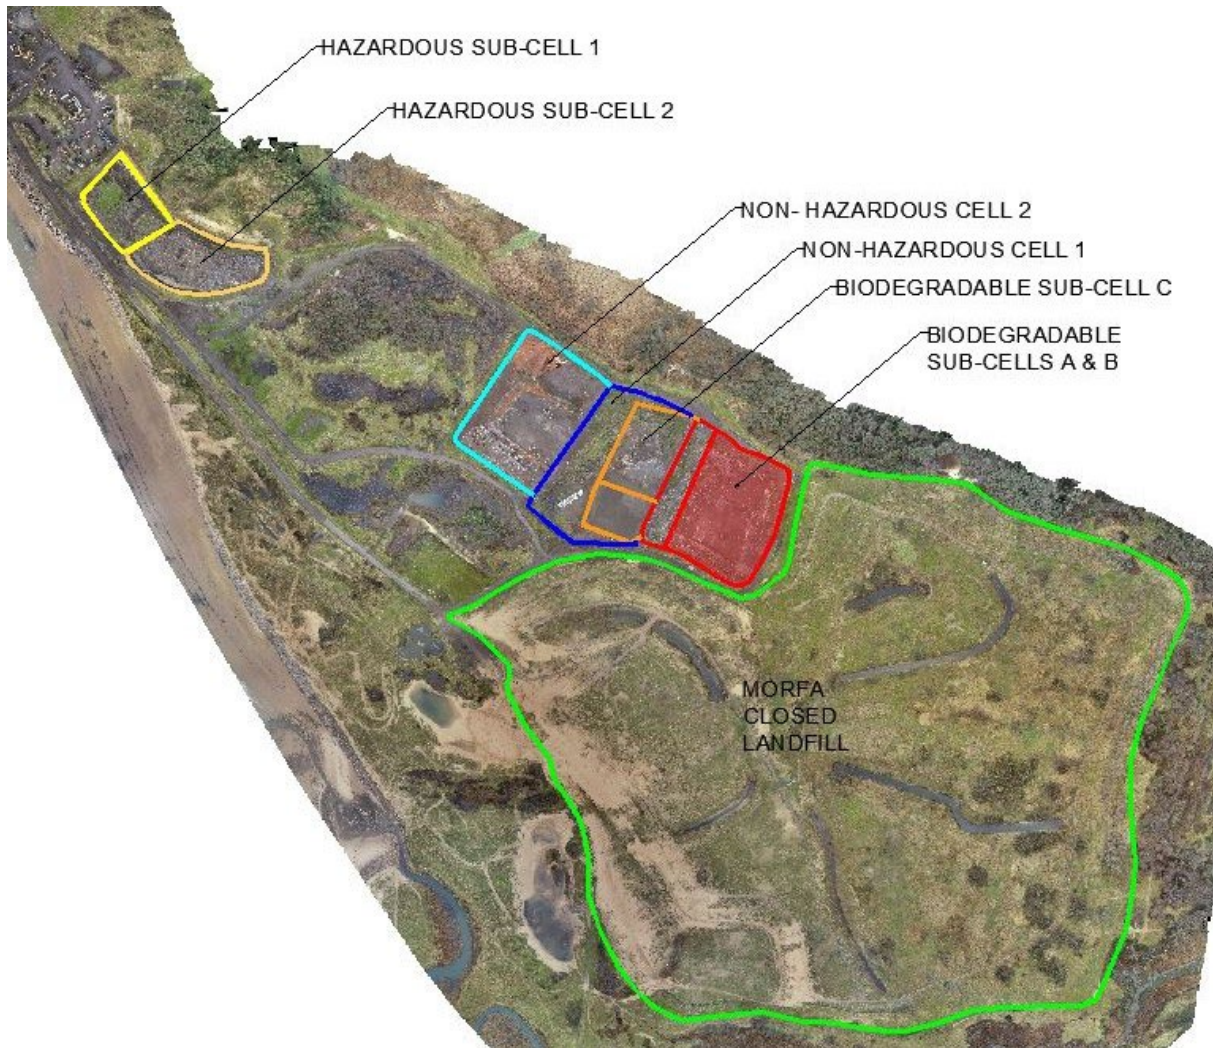 HAZARDOUS SUB-CELL 1
HAZARDOUS SUB-CELL 2
NON- HAZARDOUS CELL 2
NON-HAZARDOUS CELL 1
BIODEGRADABLE SUB-CELL C
BIODEGRADABLE
SUB-CELLS A & B
MORFA
CLOSED
LANDFILL